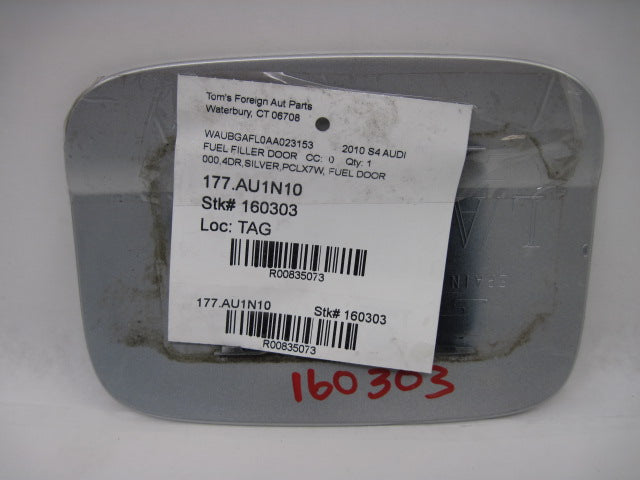 Tom's Foreign Aut Parts
Waterbury, CT 06708
WAUBGAFL0AA023153 2010 S4 AUDI
FUEL FILLER DOOR CC: 0 Qty: 1
000,4DR,SILVER,PCLX7W, FUEL DOOR
177.AU1N10
Stk# 160303
Loc: TAG
R00835073
177.AU1N10 Stk# 160303
R00835073
160303